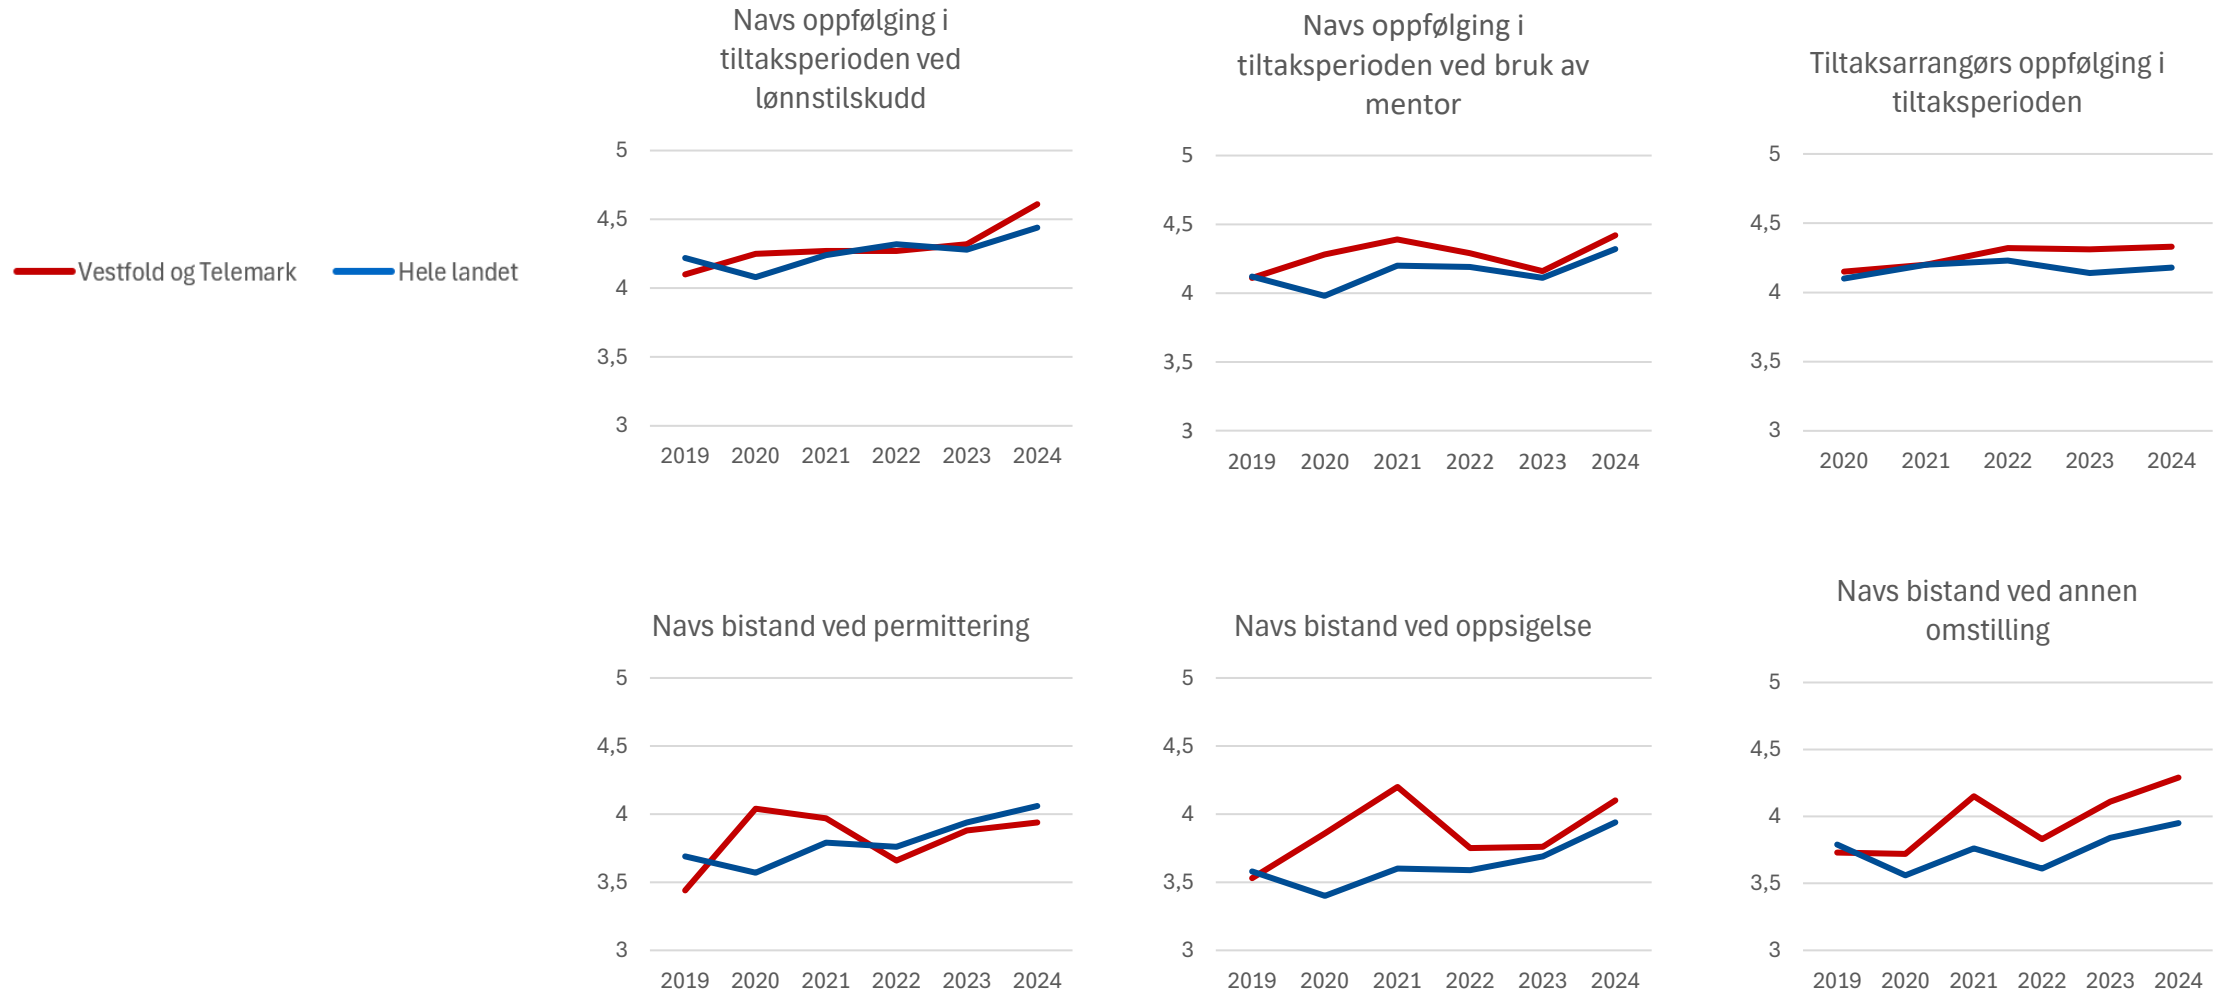 Vestfold og Telemark
Hele landet
Navs oppfølging i
tiltaksperioden ved
lønnstilskudd
5
4,5
4
3,5
3
2019 2020 2021 2022 2023 2024
Navs oppfølging i
tiltaksperioden ved bruk av
mentor
5
4,5
4
3,5
3
2019 2020 2021 2022 2023 2024
Tiltaksarrangørs oppfølging i
tiltaksperioden
5
4,5
4
3,5
3
2020 2021 2022 2023 2024
Navs bistand ved permittering
5
4,5
4
3,5
3
2019 2020 2021 2022 2023 2024
Navs bistand ved oppsigelse
5
4,5
4
3,5
3
2019 2020 2021 2022 2023 2024
Navs bistand ved annen
omstilling
5
4,5
4
3,5
3
2019 2020 2021 2022 2023 2024